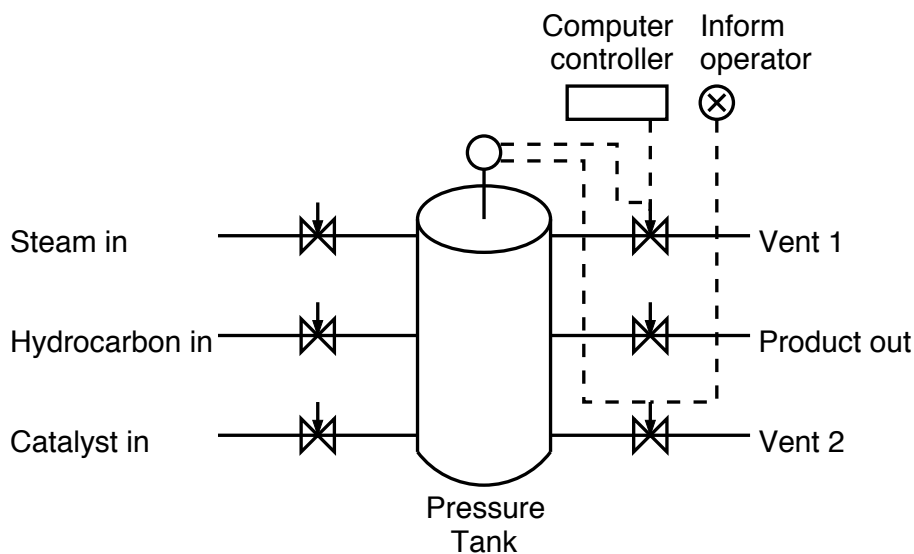 Computer
controller
Inform
operator
Steam in
Vent 1
Hydrocarbon in
Product out
Catalyst in
Vent 2
Pressure
Tank